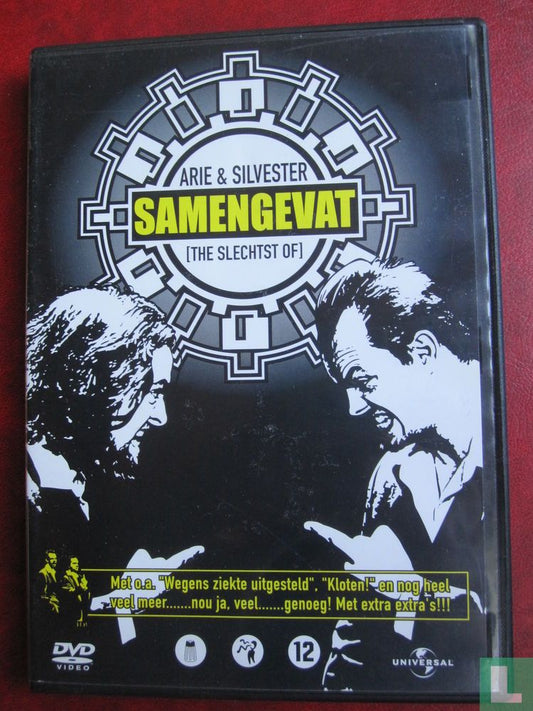 ARIE & SILVESTER
SAMENGEVAT
[THE SLECHTST OF]
Met o.a. "Wegens ziekte uitgesteld", "Kloten!" en nog heel
veel meer......nou ja, veel.......genoeg! Met extra extra's!!!
DVD
VIDEO
12
UNIVERSAL
L